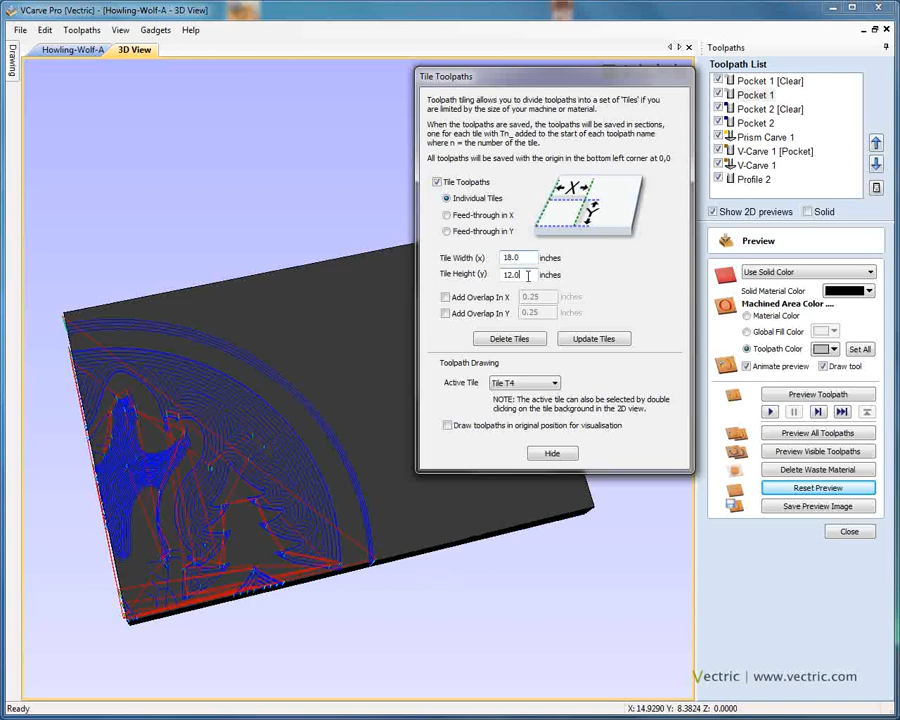 VCarve Pro [Vectric] - [Howling-Wolf-A - 3D View]
File Edit Toolpaths View Gadgets Help
Howling-Wolf-A 3D View
Drawing
Tile Toolpaths
Toolpath tiling allows you to divide toolpaths into a set of 'Tiles' if you
are limited by the size of your machine or material.
When the toolpaths are saved, the toolpaths will be saved in sections,
one for each tile with Tn_ added to the start of each toolpath name
where n = the number of the tile.
All toolpaths will be saved with the origin in the bottom left corner at 0,0
Tile Toolpaths
Individual Tiles
Feed-through in X
Feed-through in Y
X
Y
Tile Width (x) 18.0 inches
Tile Height (y) 12.0 inches
Add Overlap In X 0.25 inches
Add Overlap In Y 0.25 inches
Delete Tiles Update Tiles
Toolpath Drawing
Active Tile Tile T4
NOTE: The active tile can also be selected by double
clicking on the tile background in the 2D view.
Draw toolpaths in original position for visualisation
Hide
Toolpaths
Toolpath List
Pocket 1 [Clear]
Pocket 1
Pocket 2 [Clear]
Pocket 2
Prism Carve 1
V-Carve 1 [Pocket]
V-Carve 1
Profile 2
Show 2D previews Solid
Preview
Use Solid Color
Solid Material Color
Machined Area Color ....
Material Color
Global Fill Color
Toolpath Color Set All
Animate preview Draw tool
Preview Toolpath
Preview All Toolpaths
Preview Visible Toolpaths
Delete Waste Material
Reset Preview
Save Preview Image
Close
Vectric | www.vectric.com
Ready X: 14.9290 Y: 8.3824 Z: 0.0000